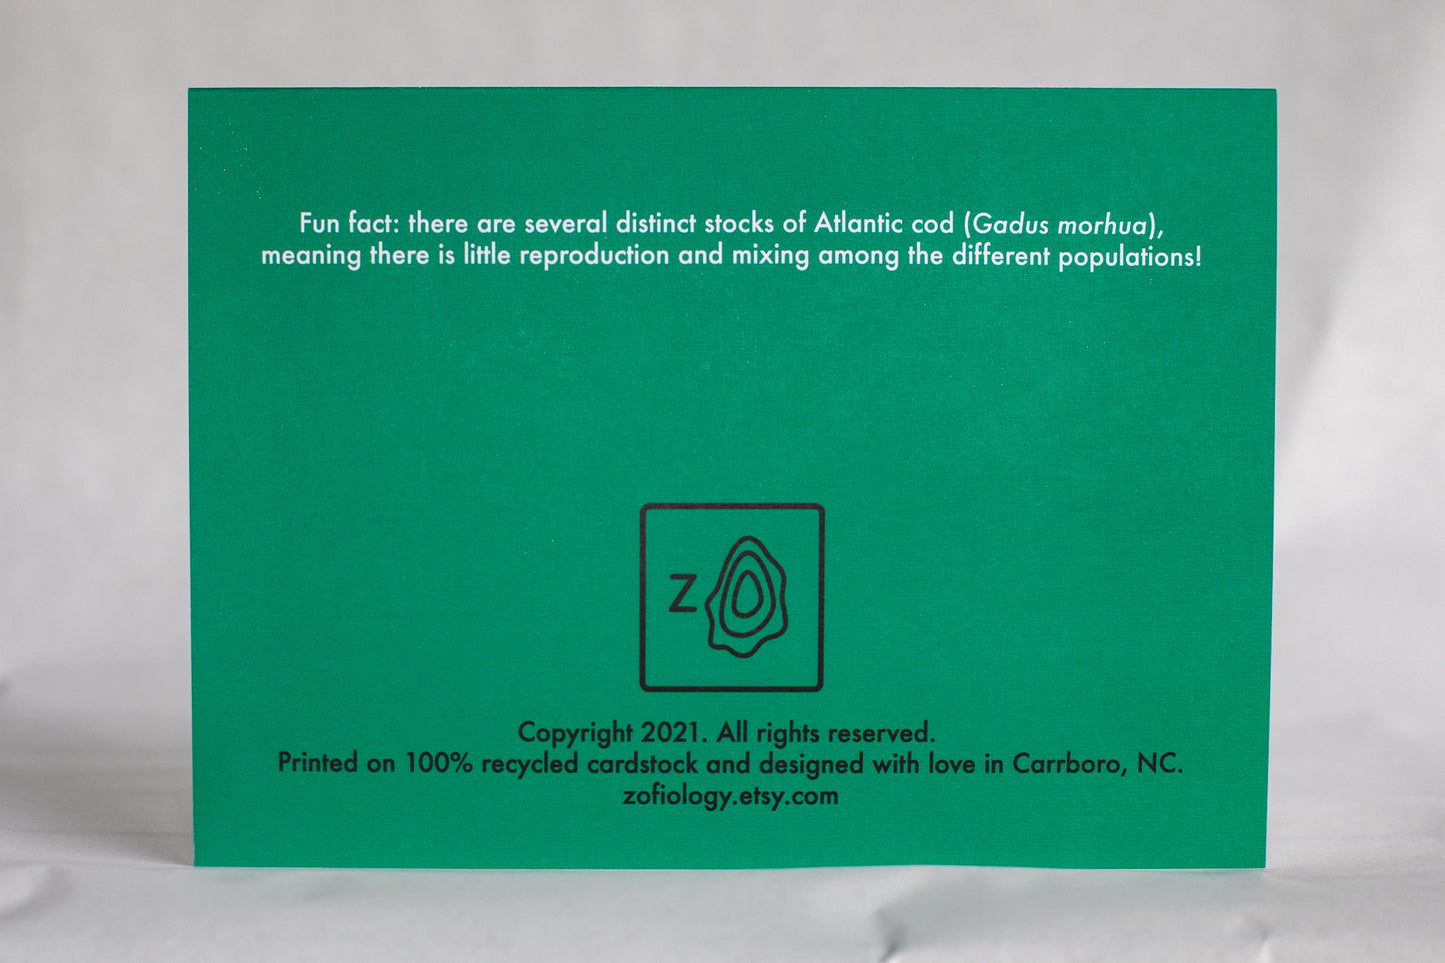 Fun fact: there are several distinct stocks of Atlantic cod (Gadus morhua),
meaning there is little reproduction and mixing among the different populations!
Z
Copyright 2021. All rights reserved.
Printed on 100% recycled cardstock and designed with love in Carrboro, NC.
zofiology.etsy.com